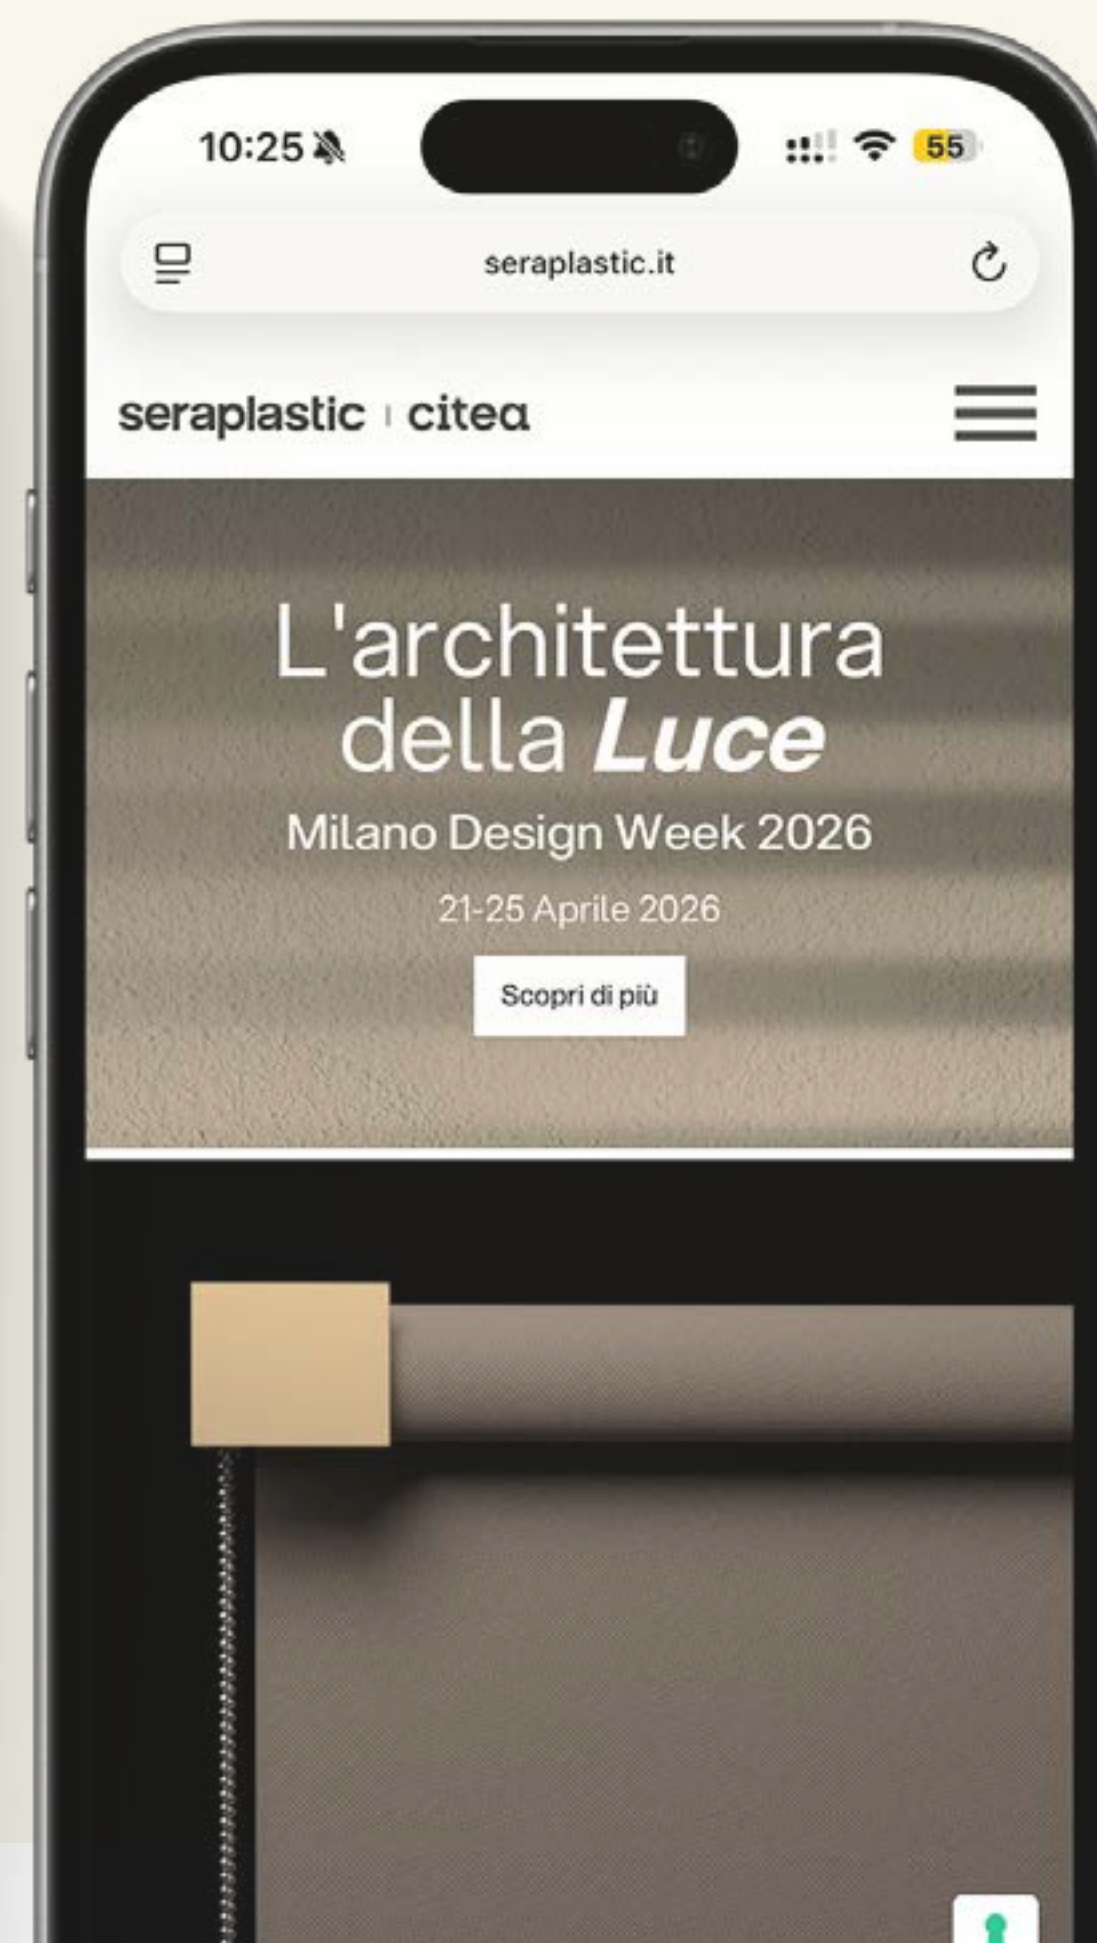 10:25
55
seraplastic.it
seraplastic | citea
L'architettura
della Luce
Milano Design Week 2026
21-25 Aprile 2026
Scopri di più